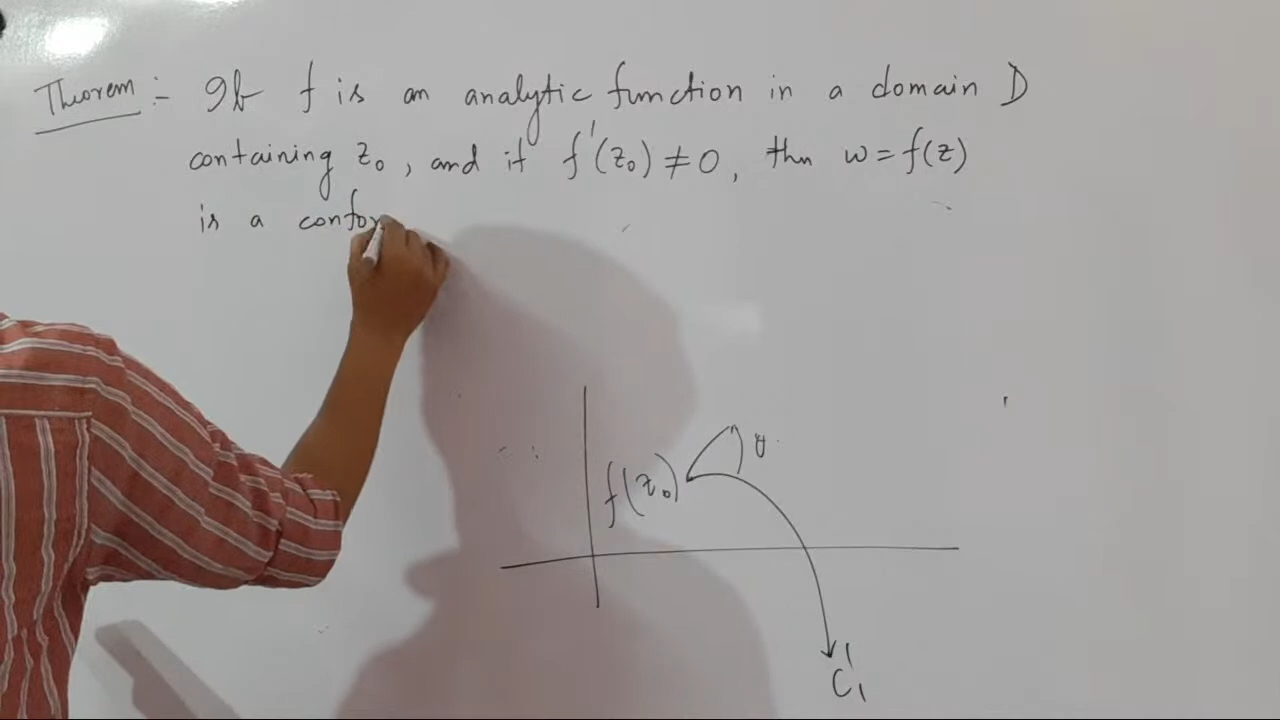 Theorem :- If f is an analytic function in a domain D
containing z₀, and if f'(z₀) ≠ 0, then w = f(z)
is a confor
θ
f(z₀)
C₁'